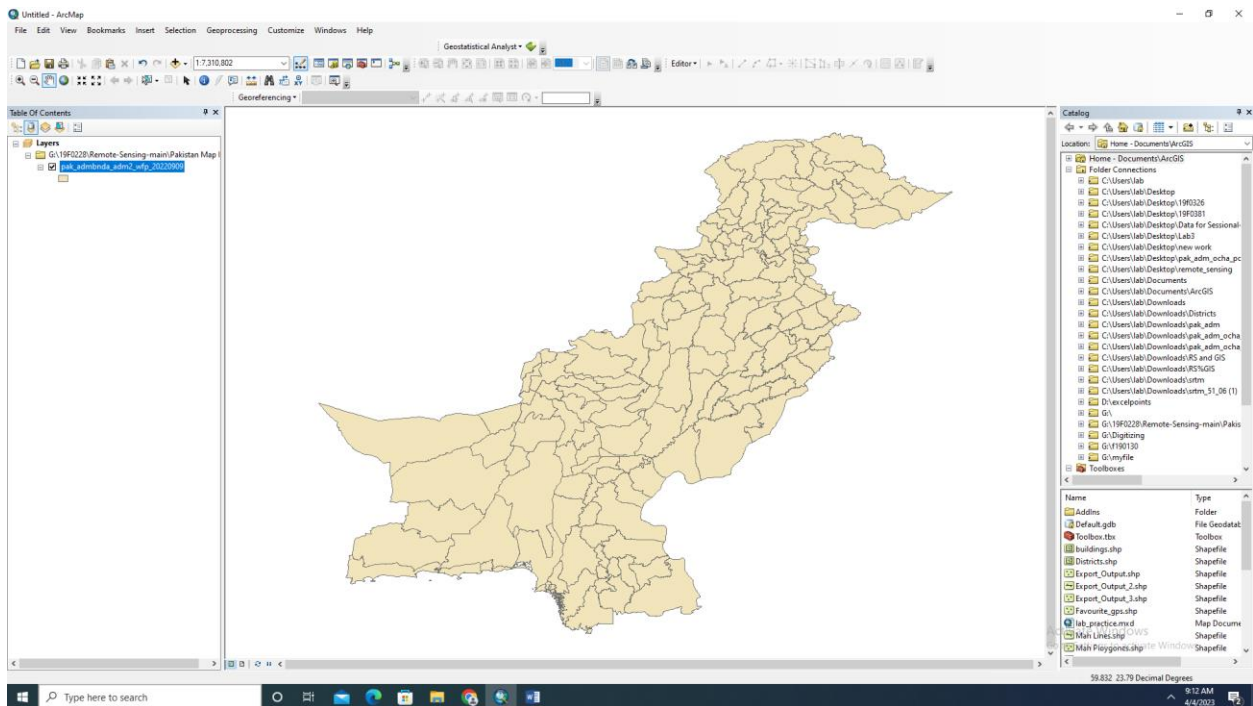 Untitled - ArcMap
File Edit View Bookmarks Insert Selection Geoprocessing Customize Windows Help
Geostatistical Analyst
1:7,310,802
Editor
Georeferencing
Table Of Contents
Layers
G:\19F0228\Remote-Sensing-main\Pakistan Map
pak_admbnda_adm2_wfp_20220909
Catalog
Location: Home - Documents\ArcGIS
Home - Documents\ArcGIS
Folder Connections
C:\Users\lab
C:\Users\lab\Desktop
C:\Users\lab\Desktop\19f0326
C:\Users\lab\Desktop\19F0381
C:\Users\lab\Desktop\Data for Sessional-
C:\Users\lab\Desktop\Lab3
C:\Users\lab\Desktop\new work
C:\Users\lab\Desktop\pak_adm_ocha_pc
C:\Users\lab\Desktop\remote_sensing
C:\Users\lab\Documents
C:\Users\lab\Documents\ArcGIS
C:\Users\lab\Downloads
C:\Users\lab\Downloads\Districts
C:\Users\lab\Downloads\pak_adm
C:\Users\lab\Downloads\pak_adm_ocha
C:\Users\lab\Downloads\pak_adm_ocha
C:\Users\lab\Downloads\RS and GIS
C:\Users\lab\Downloads\RS%GIS
C:\Users\lab\Downloads\srtm
C:\Users\lab\Downloads\srtm_51_06 (1)
D:\excelpoints
G:\
G:\19F0228\Remote-Sensing-main\Pakis
G:\Digitizing
G:\f190130
G:\myfile
Toolboxes
Name Type
AddIns Folder
Default.gdb File Geodatab
Toolbox.tbx Toolbox
buildings.shp Shapefile
Districts.shp Shapefile
Export_Output.shp Shapefile
Export_Output_2.shp Shapefile
Export_Output_3.shp Shapefile
Favourite_gps.shp Shapefile
lab_practice.mxd Map Docume
Mah Lines.shp Shapefile
Mah Ploygones.shp Shapefile
59.832 23.79 Decimal Degrees
Type here to search
9:12 AM
4/4/2023